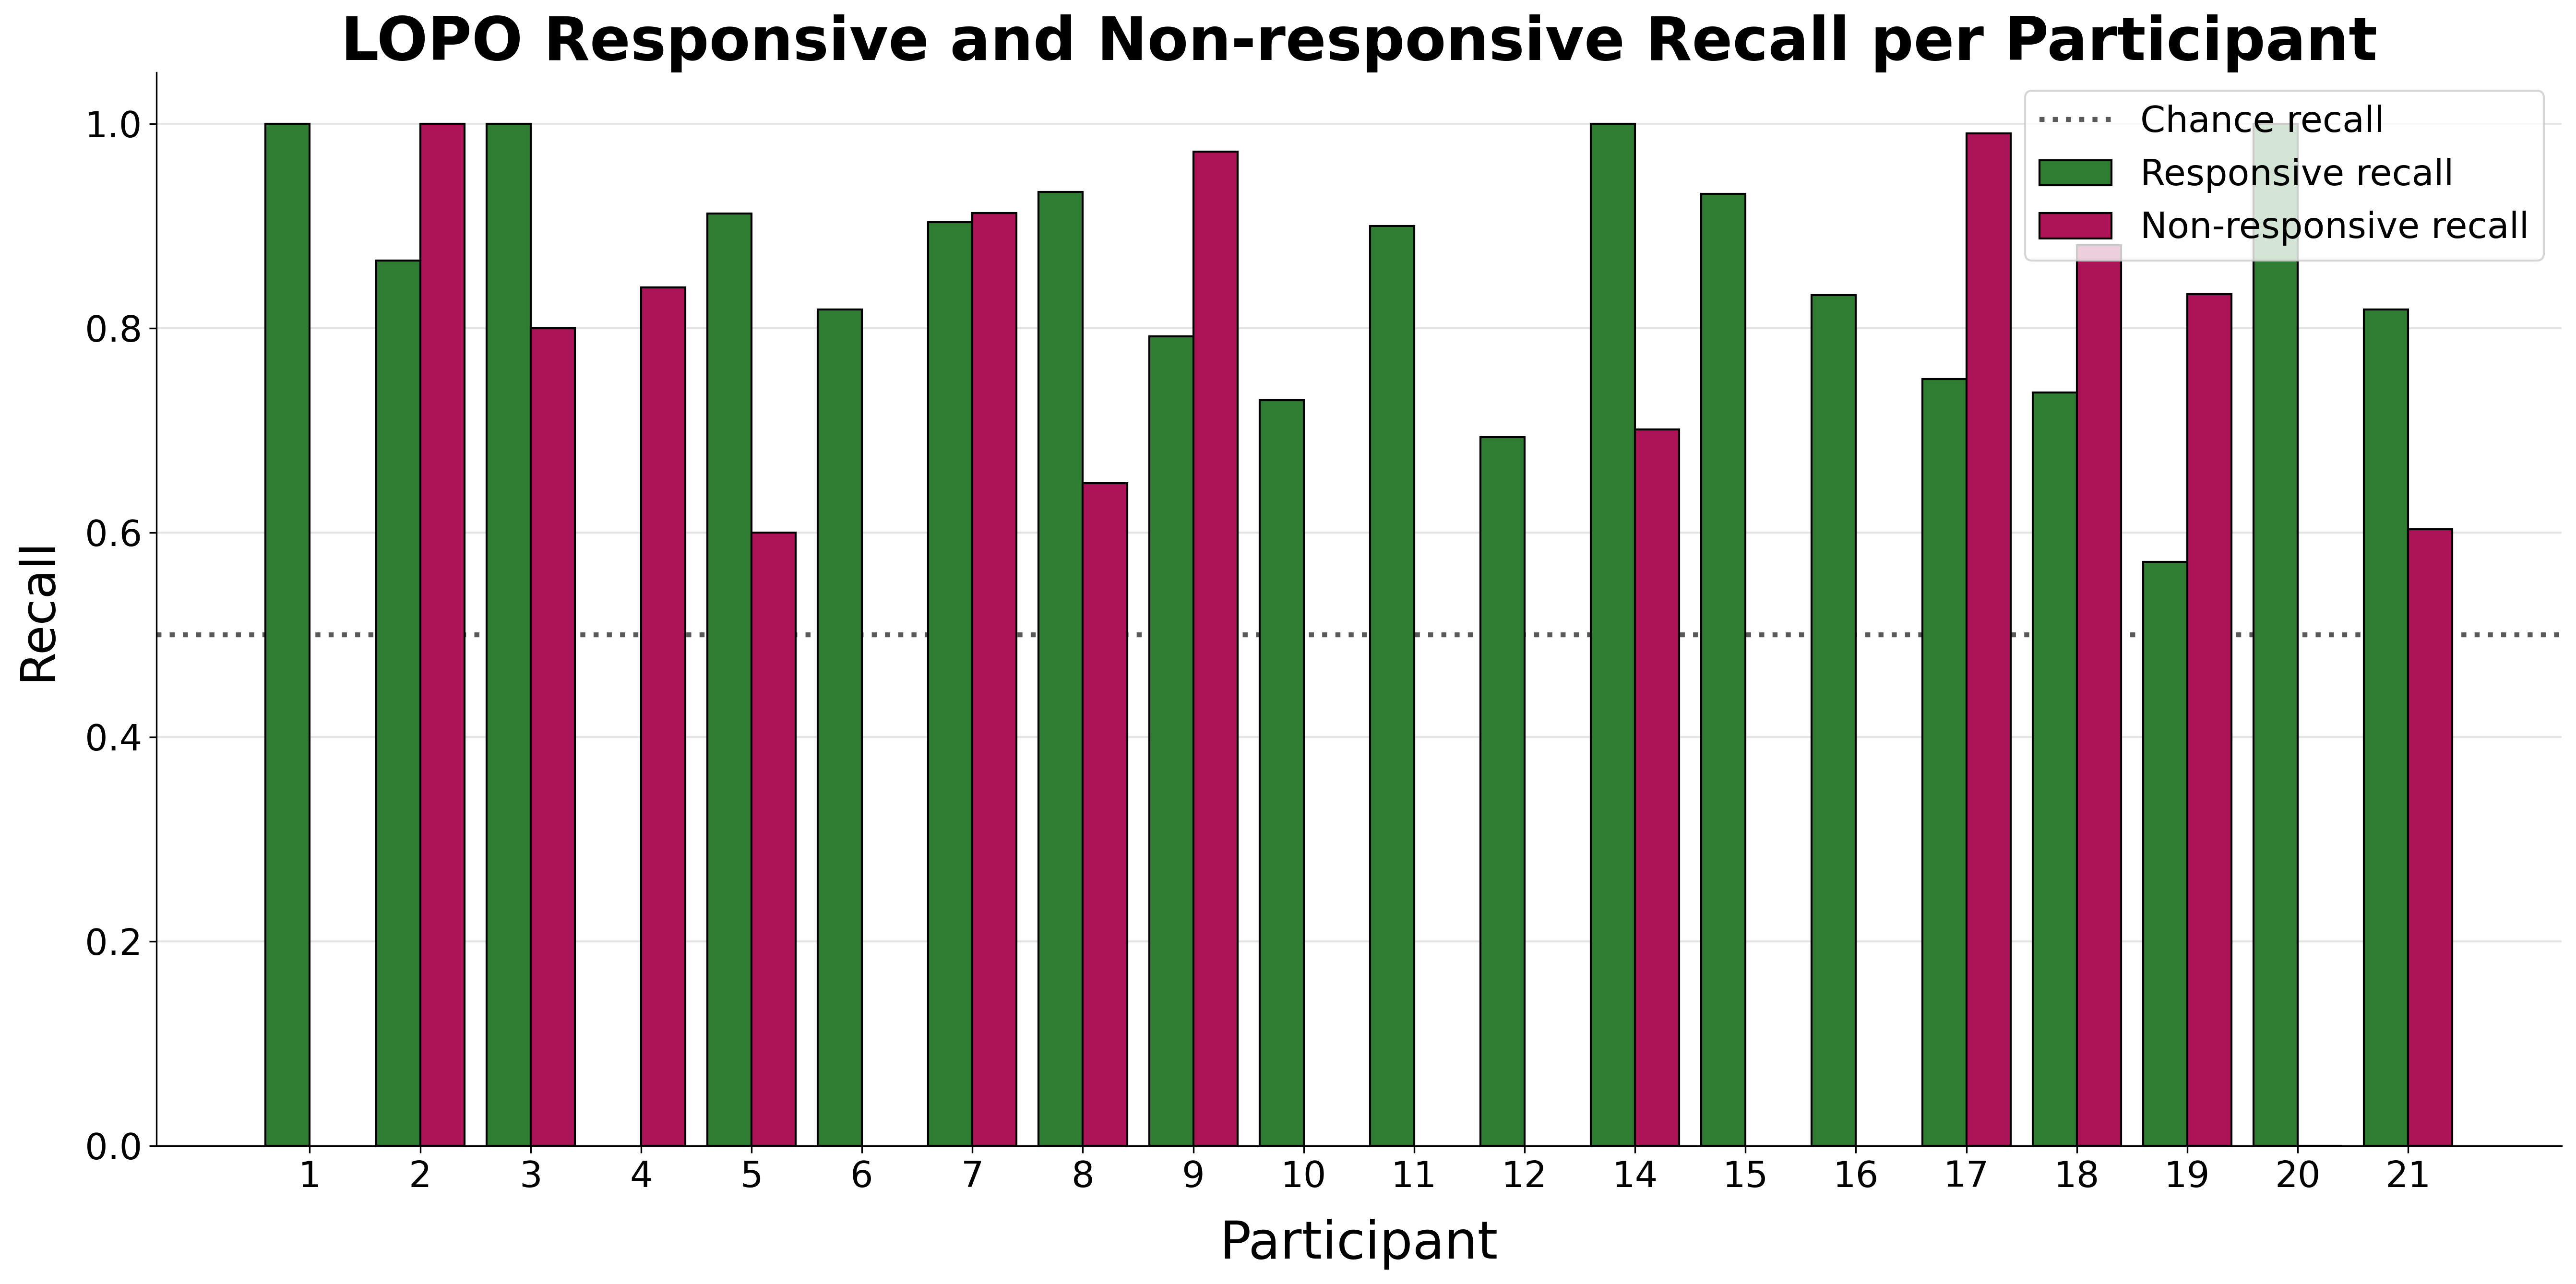 LOPO Responsive and Non-responsive Recall per Participant
Chance recall
Responsive recall
Non-responsive recall
Recall
1.0
0.8
0.6
0.4
0.2
0.0
1 2 3 4 5 6 7 8 9 10 11 12 14 15 16 17 18 19 20 21
Participant